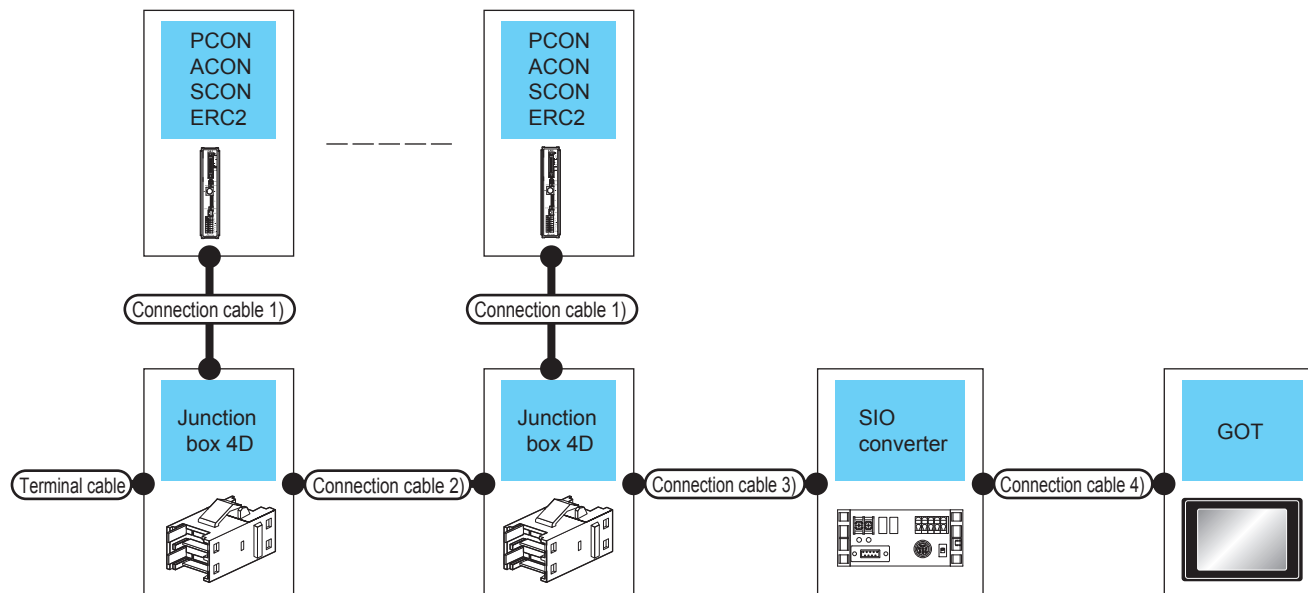 PCON
ACON
SCON
ERC2
PCON
ACON
SCON
ERC2
Connection cable 1)
Connection cable 1)
Junction
box 4D
Junction
box 4D
SIO
converter
GOT
Terminal cable
Connection cable 2)
Connection cable 3)
Connection cable 4)